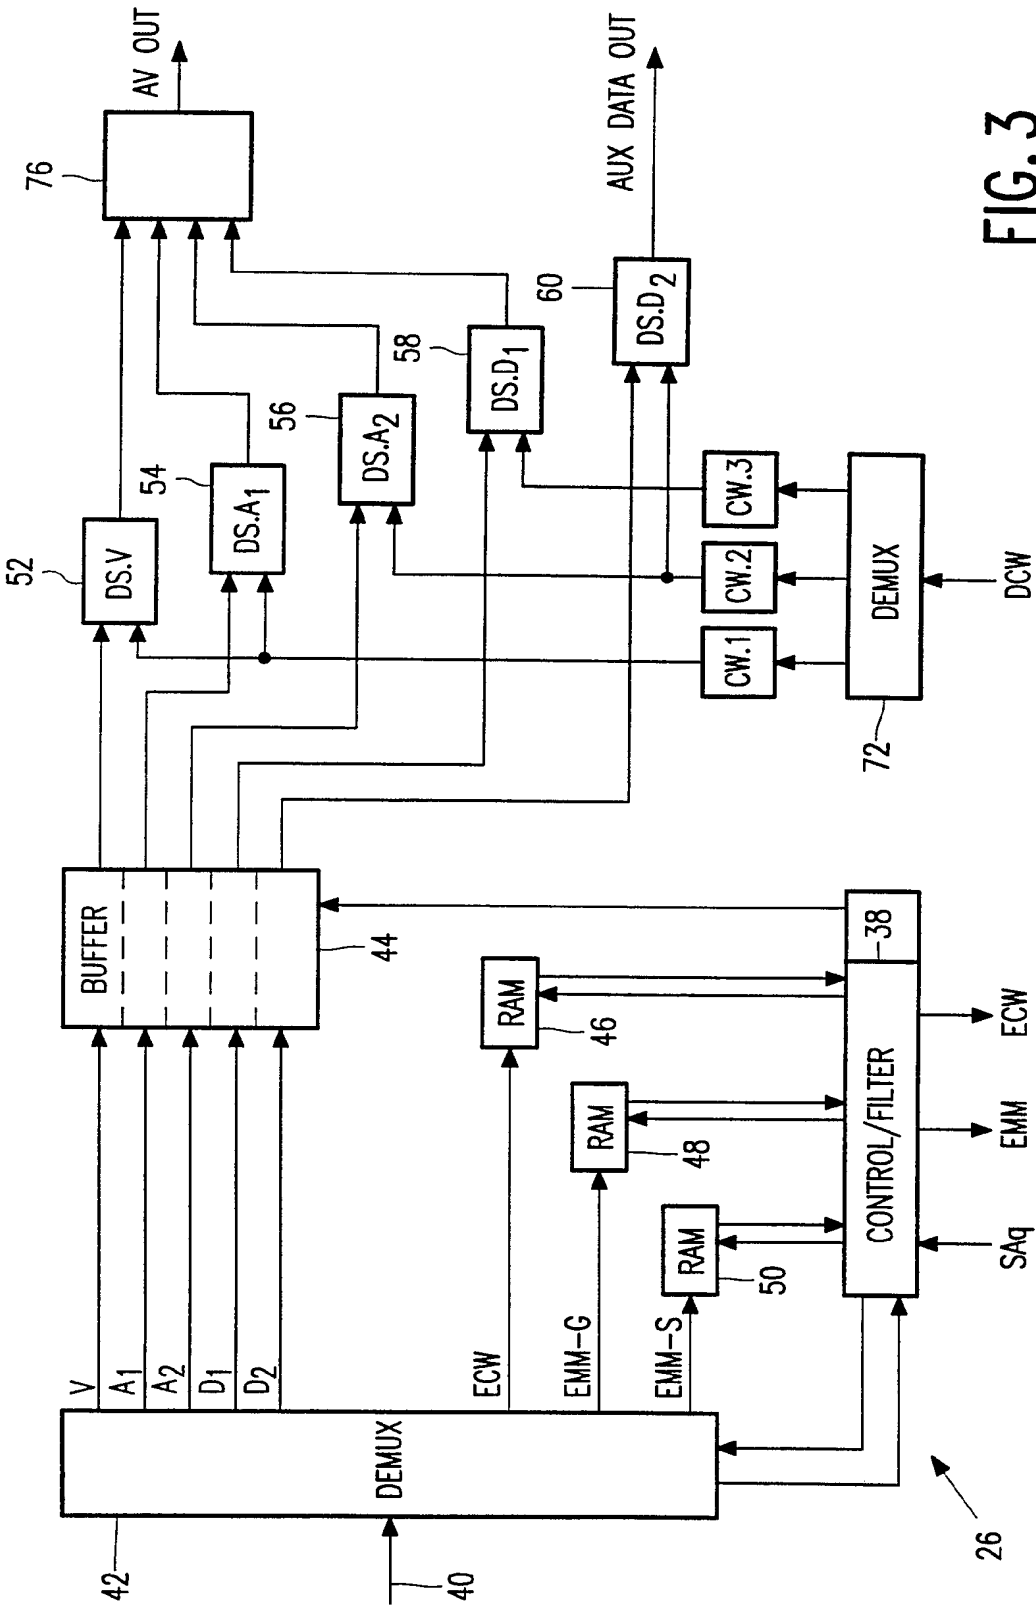 42
40
DEMUX
V
A1
A2
D1
D2
ECW
EMM-G
EMM-S
BUFFER
44
RAM
46
RAM
48
RAM
50
CONTROL/FILTER
38
SAq
EMM
ECW
26
52
DS.V
54
DS.A1
56
DS.A2
58
DS.D1
60
DS.D2
76
AV OUT
AUX DATA OUT
CW.1
CW.2
CW.3
72
DEMUX
DCW
FIG. 3